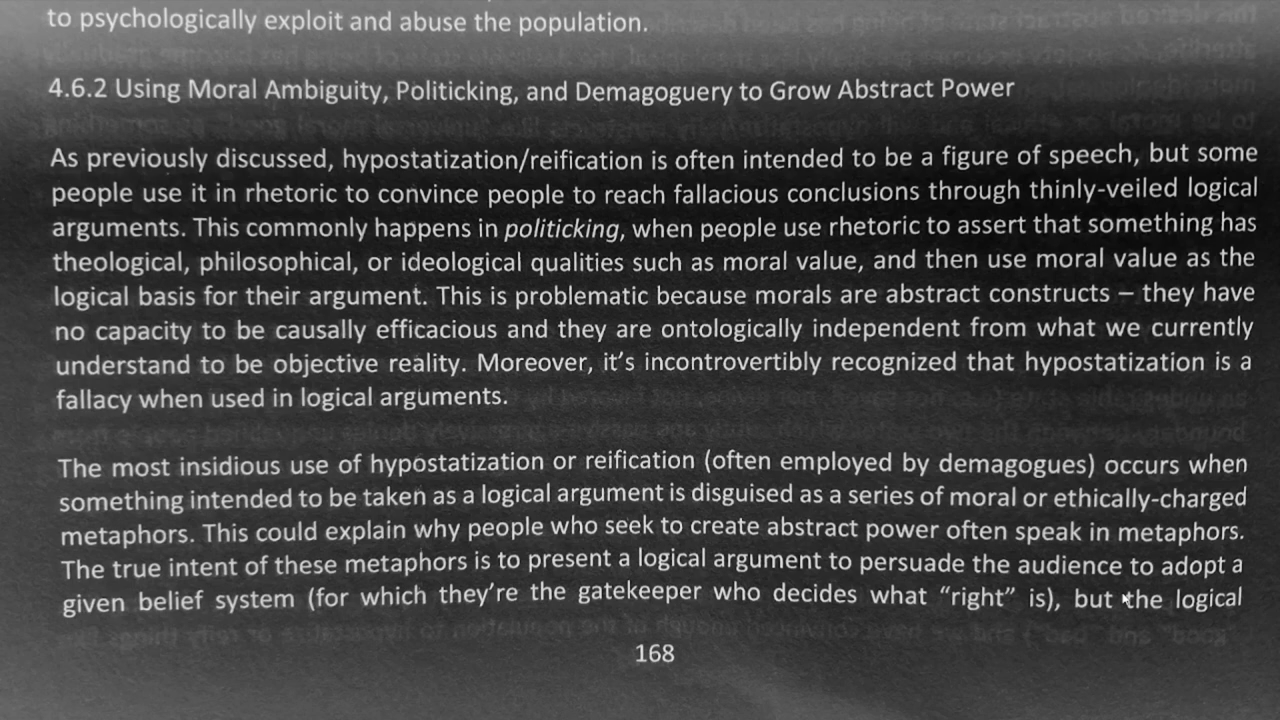 to psychologically exploit and abuse the population.
4.6.2 Using Moral Ambiguity, Politicking, and Demagoguery to Grow Abstract Power
As previously discussed, hypostatization/reification is often intended to be a figure of speech, but some
people use it in rhetoric to convince people to reach fallacious conclusions through thinly-veiled logical
arguments. This commonly happens in politicking, when people use rhetoric to assert that something has
theological, philosophical, or ideological qualities such as moral value, and then use moral value as the
logical basis for their argument. This is problematic because morals are abstract constructs – they have
no capacity to be causally efficacious and they are ontologically independent from what we currently
understand to be objective reality. Moreover, it's incontrovertibly recognized that hypostatization is a
fallacy when used in logical arguments.
The most insidious use of hypostatization or reification (often employed by demagogues) occurs when
something intended to be taken as a logical argument is disguised as a series of moral or ethically-charged
metaphors. This could explain why people who seek to create abstract power often speak in metaphors.
The true intent of these metaphors is to present a logical argument to persuade the audience to adopt a
given belief system (for which they're the gatekeeper who decides what “right” is), but the logical
168